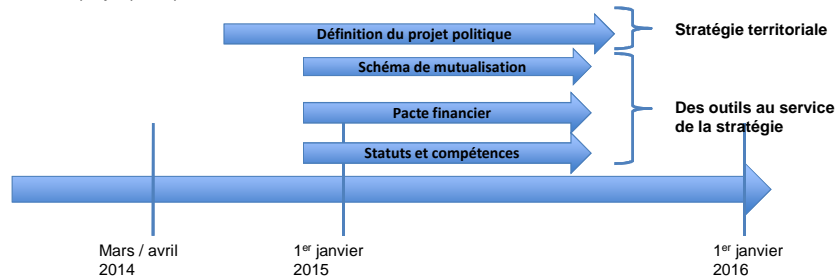 Définition du projet politique
Stratégie territoriale
Schéma de mutualisation
Pacte financier
Des outils au service
de la stratégie
Statuts et compétences
Mars / avril
2014
1er janvier
2015
1er janvier
2016